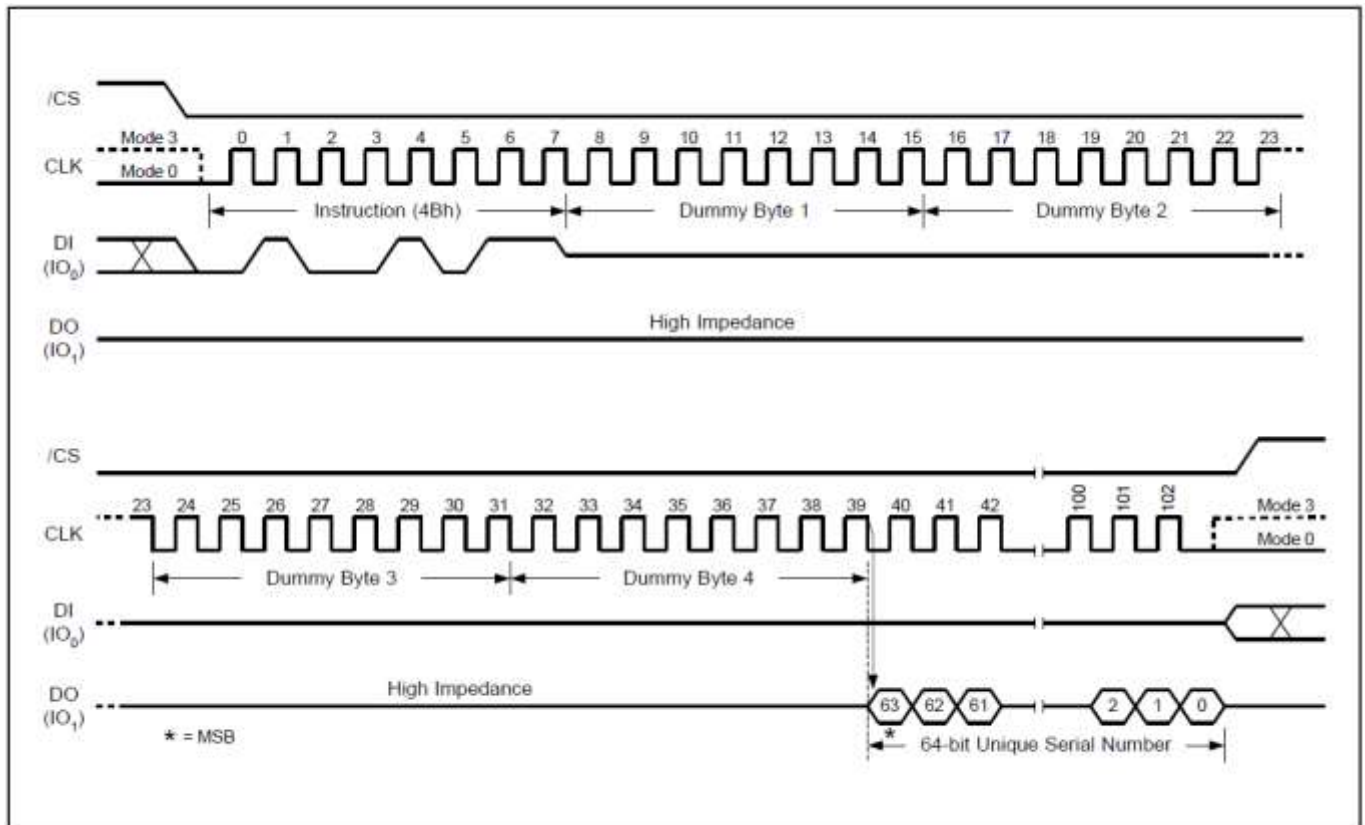 /CS
Mode 3 0 1 2 3 4 5 6 7 8 9 10 11 12 13 14 15 16 17 18 19 20 21 22 23
CLK Mode 0
Instruction (4Bh) Dummy Byte 1 Dummy Byte 2
DI
(IO0)
DO High Impedance
(IO1)
/CS
23 24 25 26 27 28 29 30 31 32 33 34 35 36 37 38 39 40 41 42 100 101 102 Mode 3
CLK Mode 0
Dummy Byte 3 Dummy Byte 4
DI
(IO0)
DO High Impedance 63 62 61 2 1 0
(IO1)
* = MSB * 64-bit Unique Serial Number